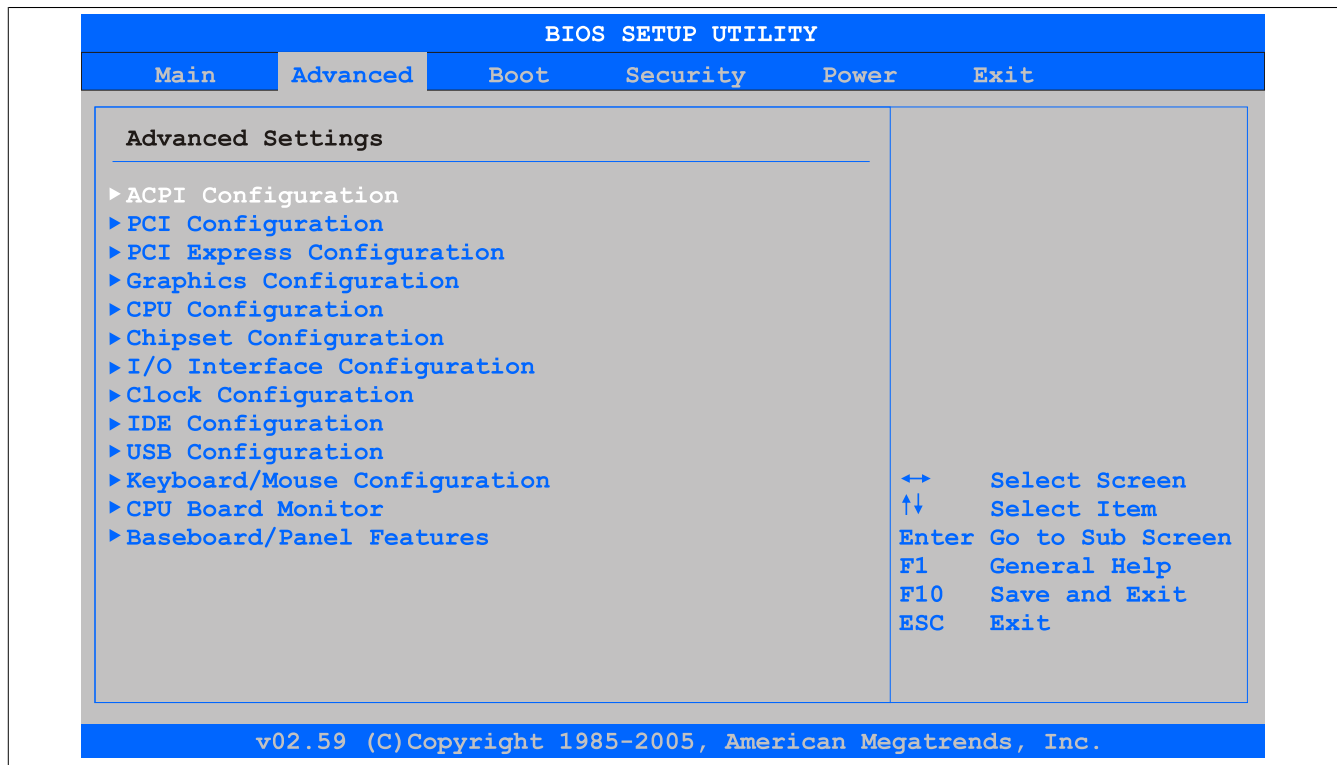 BIOS SETUP UTILITY
Main Advanced Boot Security Power Exit
Advanced Settings
ACPI Configuration
PCI Configuration
PCI Express Configuration
Graphics Configuration
CPU Configuration
Chipset Configuration
I/O Interface Configuration
Clock Configuration
IDE Configuration
USB Configuration
Keyboard/Mouse Configuration
CPU Board Monitor
Baseboard/Panel Features
↔ Select Screen
↑↓ Select Item
Enter Go to Sub Screen
F1 General Help
F10 Save and Exit
ESC Exit
v02.59 (C)Copyright 1985-2005, American Megatrends, Inc.